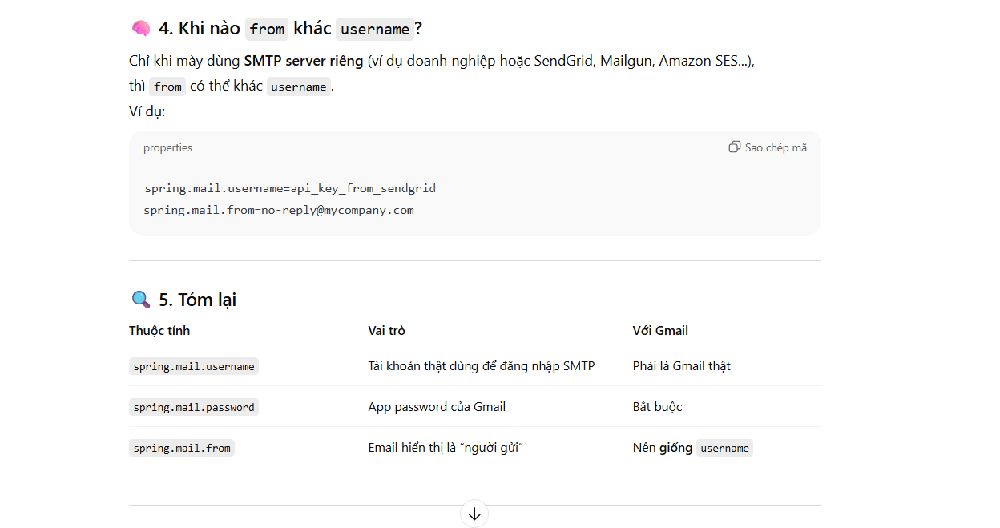 🧠 4. Khi nào from khác username?
Chỉ khi mày dùng SMTP server riêng (ví dụ doanh nghiệp hoặc SendGrid, Mailgun, Amazon SES...),
thì from có thể khác username.
Ví dụ:
properties Sao chép mã
spring.mail.username=api_key_from_sendgrid
spring.mail.from=no-reply@mycompany.com
🔍 5. Tóm lại
Thuộc tính Vai trò Với Gmail
spring.mail.username Tài khoản thật dùng để đăng nhập SMTP Phải là Gmail thật
spring.mail.password App password của Gmail Bắt buộc
spring.mail.from Email hiển thị là “người gửi” Nên giống username